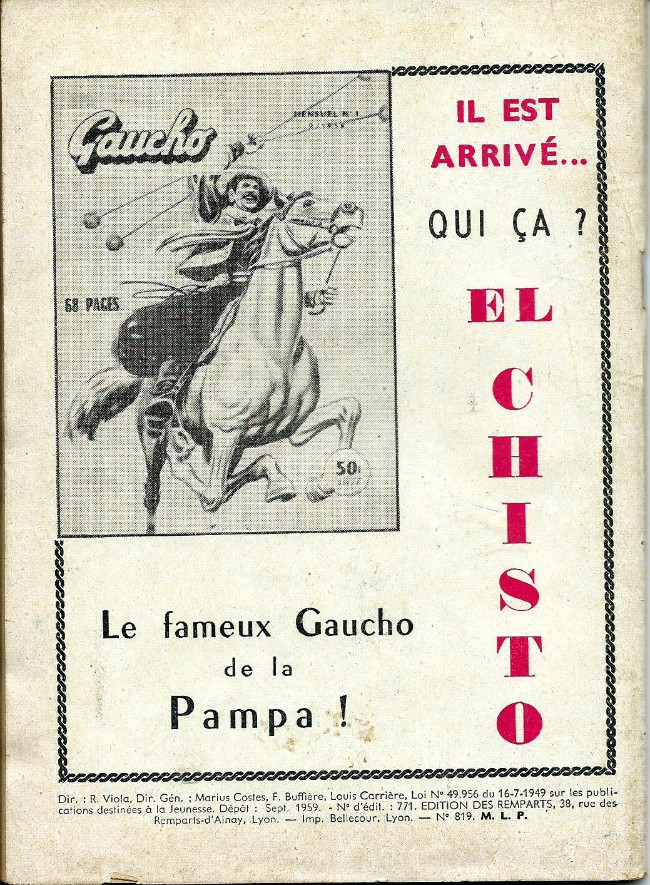 Gaucho
MENSUEL N° 1
68 PAGES
50
IL EST
ARRIVÉ...
QUI ÇA ?
EL
CHISTO
Le fameux Gaucho
de la
Pampa !
Dir. : R. Viola, Dir. Gén. : Marius Costes, F. Buffière, Louis Carrière, Loi N° 49.956 du 16-7-1949 sur les publi-
cations destinées à la Jeunesse. Dépôt : Sept. 1959. - N° d'édit. : 771. EDITION DES REMPARTS, 38, rue des
Remparts-d'Ainay, Lyon. — Imp. Bellecour, Lyon. — N° 819. M. L. P.